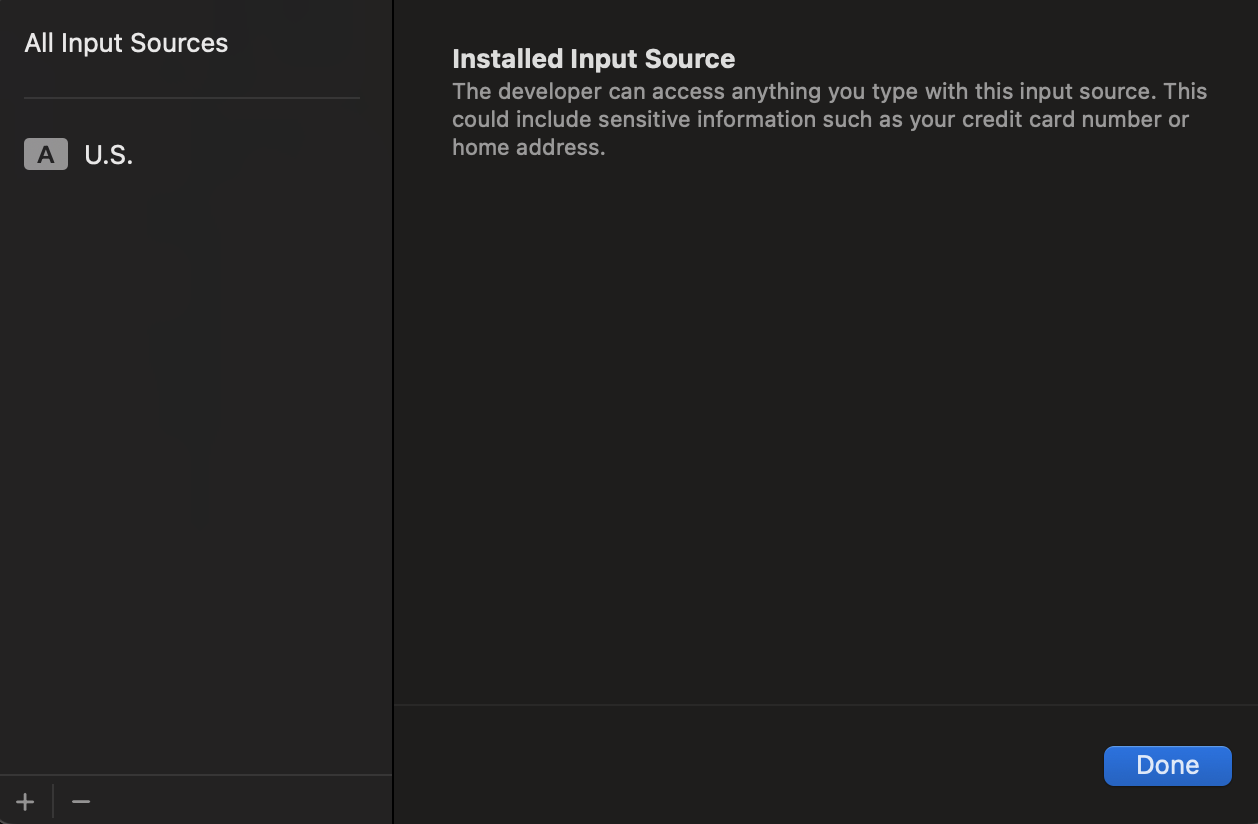 All Input Sources
A U.S.
Installed Input Source
The developer can access anything you type with this input source. This
could include sensitive information such as your credit card number or
home address.
Done